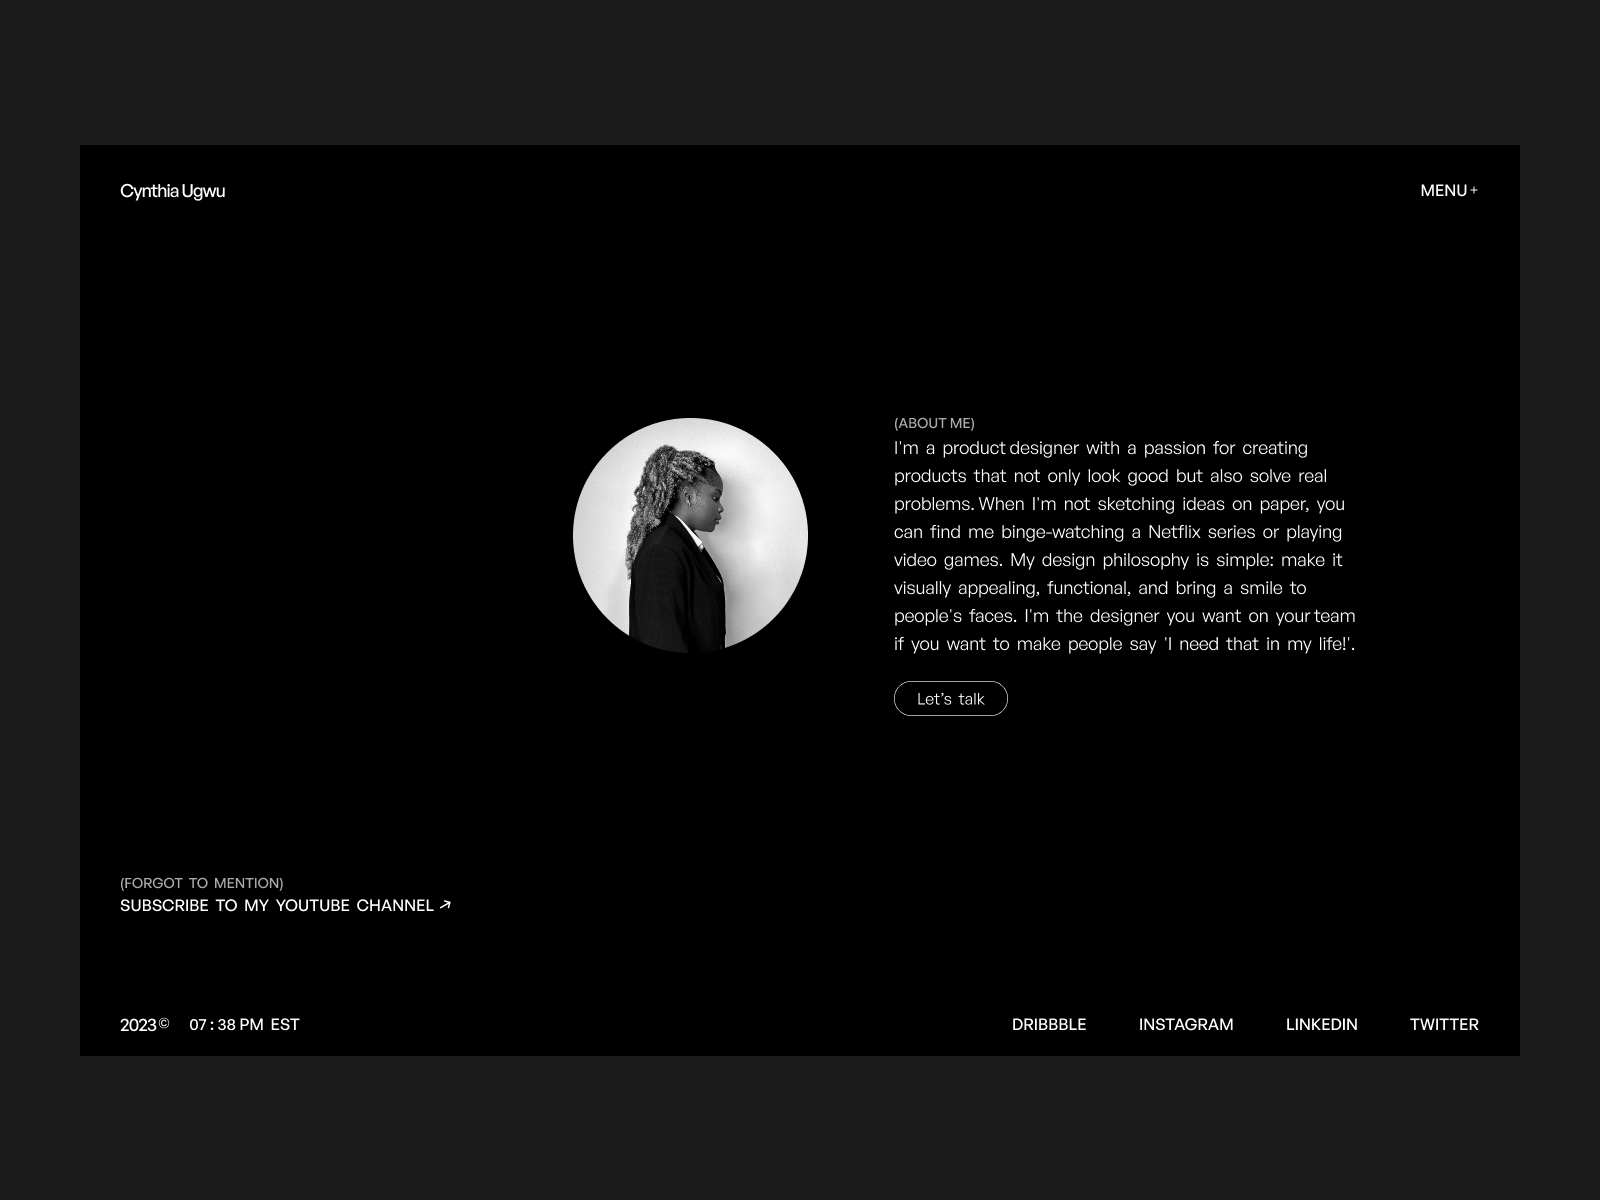 Cynthia Ugwu
MENU +
(ABOUT ME)
I'm a product designer with a passion for creating
products that not only look good but also solve real
problems. When I'm not sketching ideas on paper, you
can find me binge-watching a Netflix series or playing
video games. My design philosophy is simple: make it
visually appealing, functional, and bring a smile to
people's faces. I'm the designer you want on your team
if you want to make people say 'I need that in my life!'.
Let’s talk
(FORGOT TO MENTION)
SUBSCRIBE TO MY YOUTUBE CHANNEL ↗
2023 © 07 : 38 PM EST
DRIBBBLE INSTAGRAM LINKEDIN TWITTER